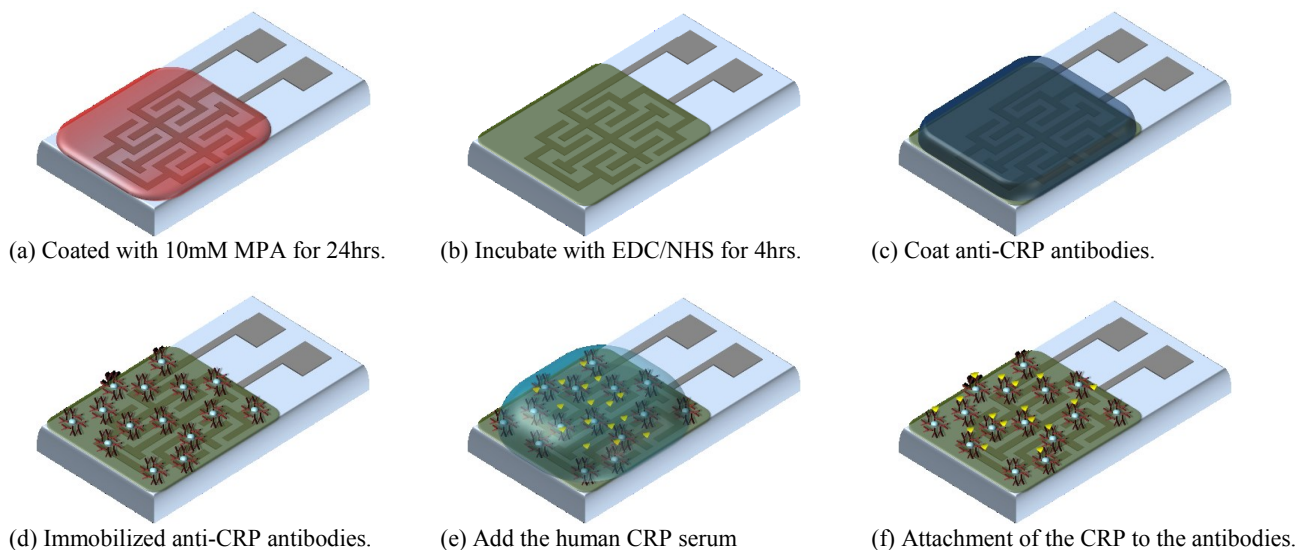 (a) Coated with 10mM MPA for 24hrs.
(b) Incubate with EDC/NHS for 4hrs.
(c) Coat anti-CRP antibodies.
(d) Immobilized anti-CRP antibodies.
(e) Add the human CRP serum
(f) Attachment of the CRP to the antibodies.